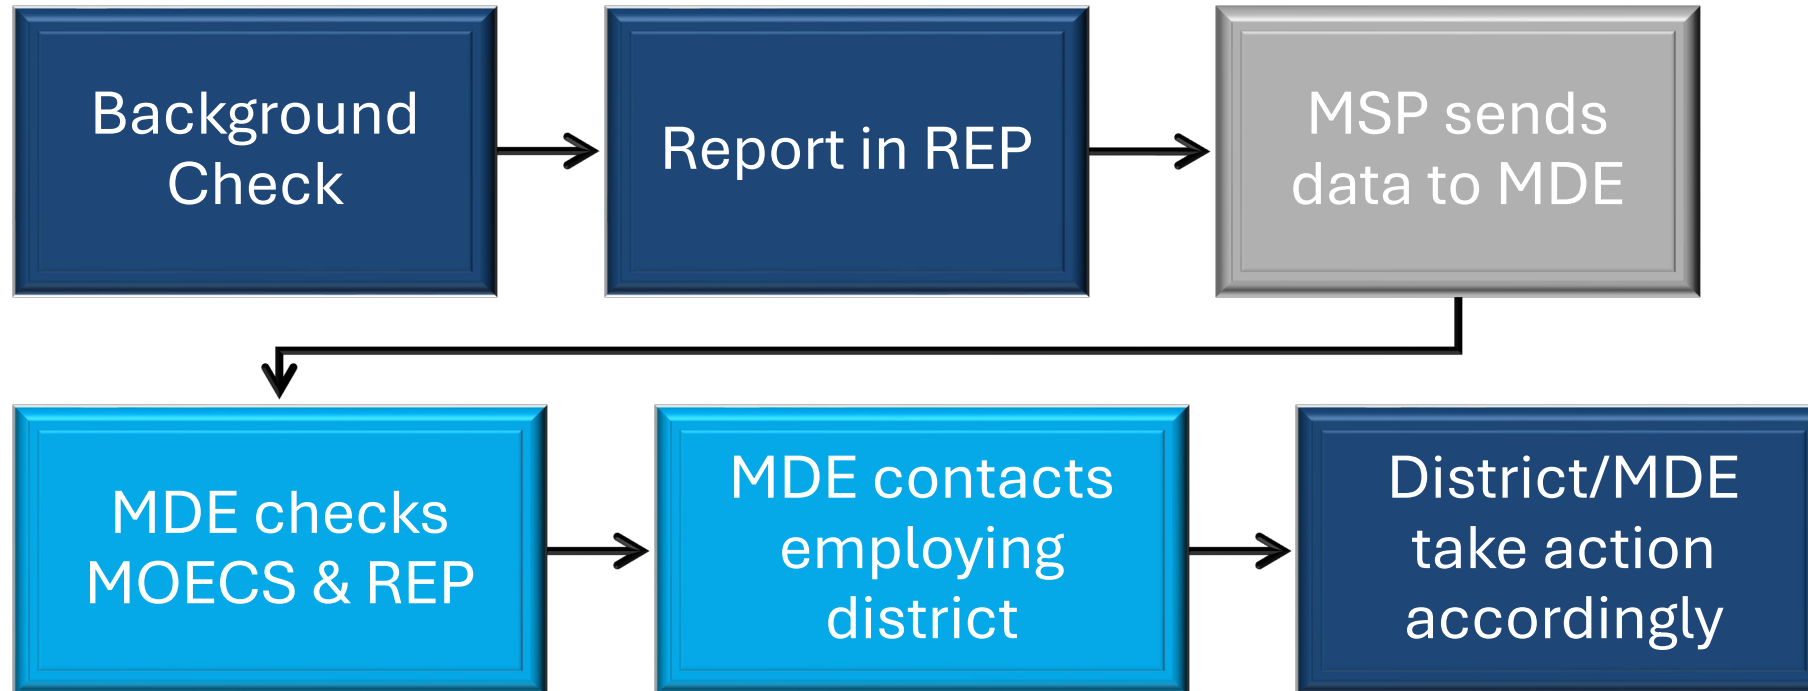 Background
Check
Report in REP
MSP sends
data to MDE
MDE checks
MOECS & REP
MDE contacts
employing
district
District/MDE
take action
accordingly